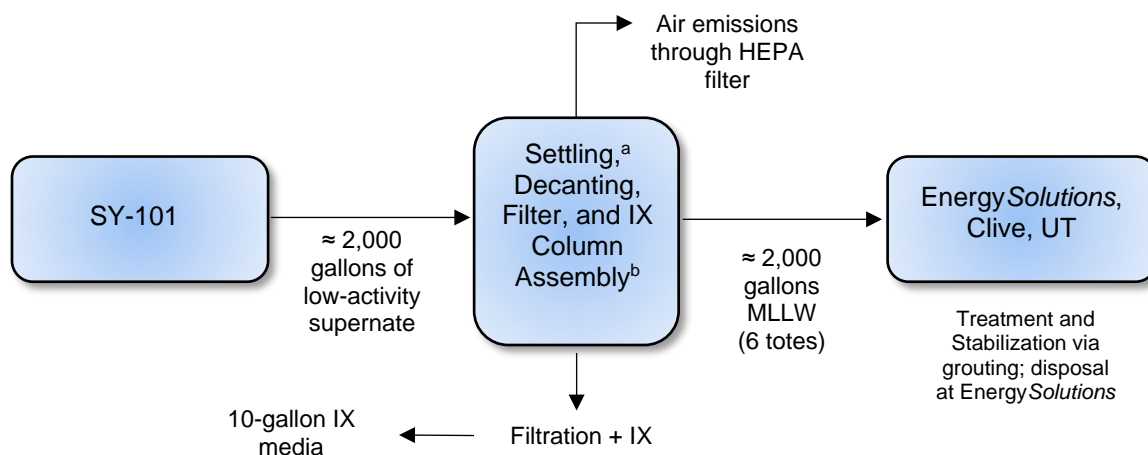 Air emissions
through HEPA
filter
SY-101
≈ 2,000
gallons of
low-activity
supernate
Settling,ᵃ
Decanting,
Filter, and IX
Column
Assemblyᵇ
≈ 2,000
gallons
MLLW
(6 totes)
EnergySolutions,
Clive, UT
Treatment and
Stabilization via
grouting; disposal
at EnergySolutions
10-gallon IX
media
Filtration + IX